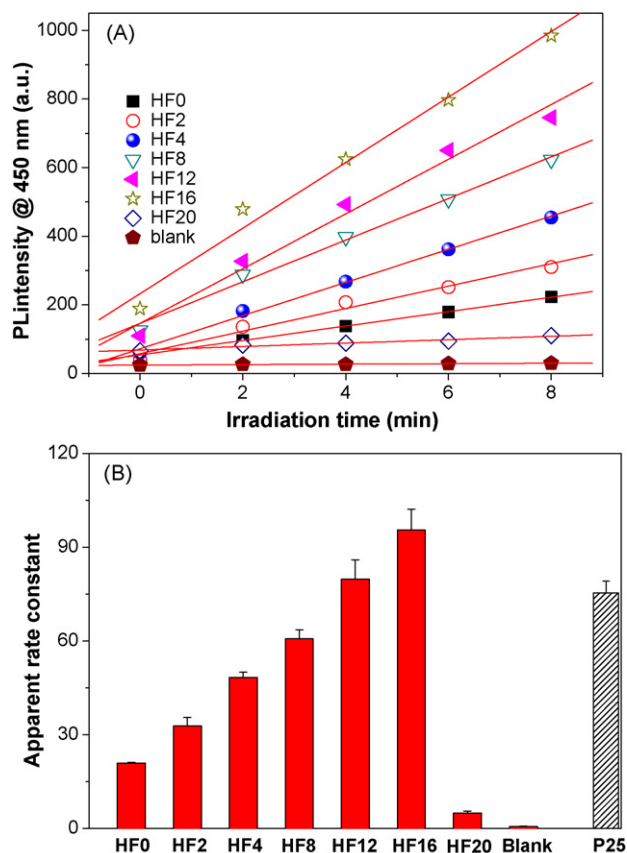 (A)
1000
800
600
400
200
0
PLintensity @ 450 nm (a.u.)
HF0
HF2
HF4
HF8
HF12
HF16
HF20
blank
0 2 4 6 8
Irradiation time (min)
(B)
120
90
60
30
0
Apparent rate constant
HF0 HF2 HF4 HF8 HF12 HF16 HF20 Blank P25